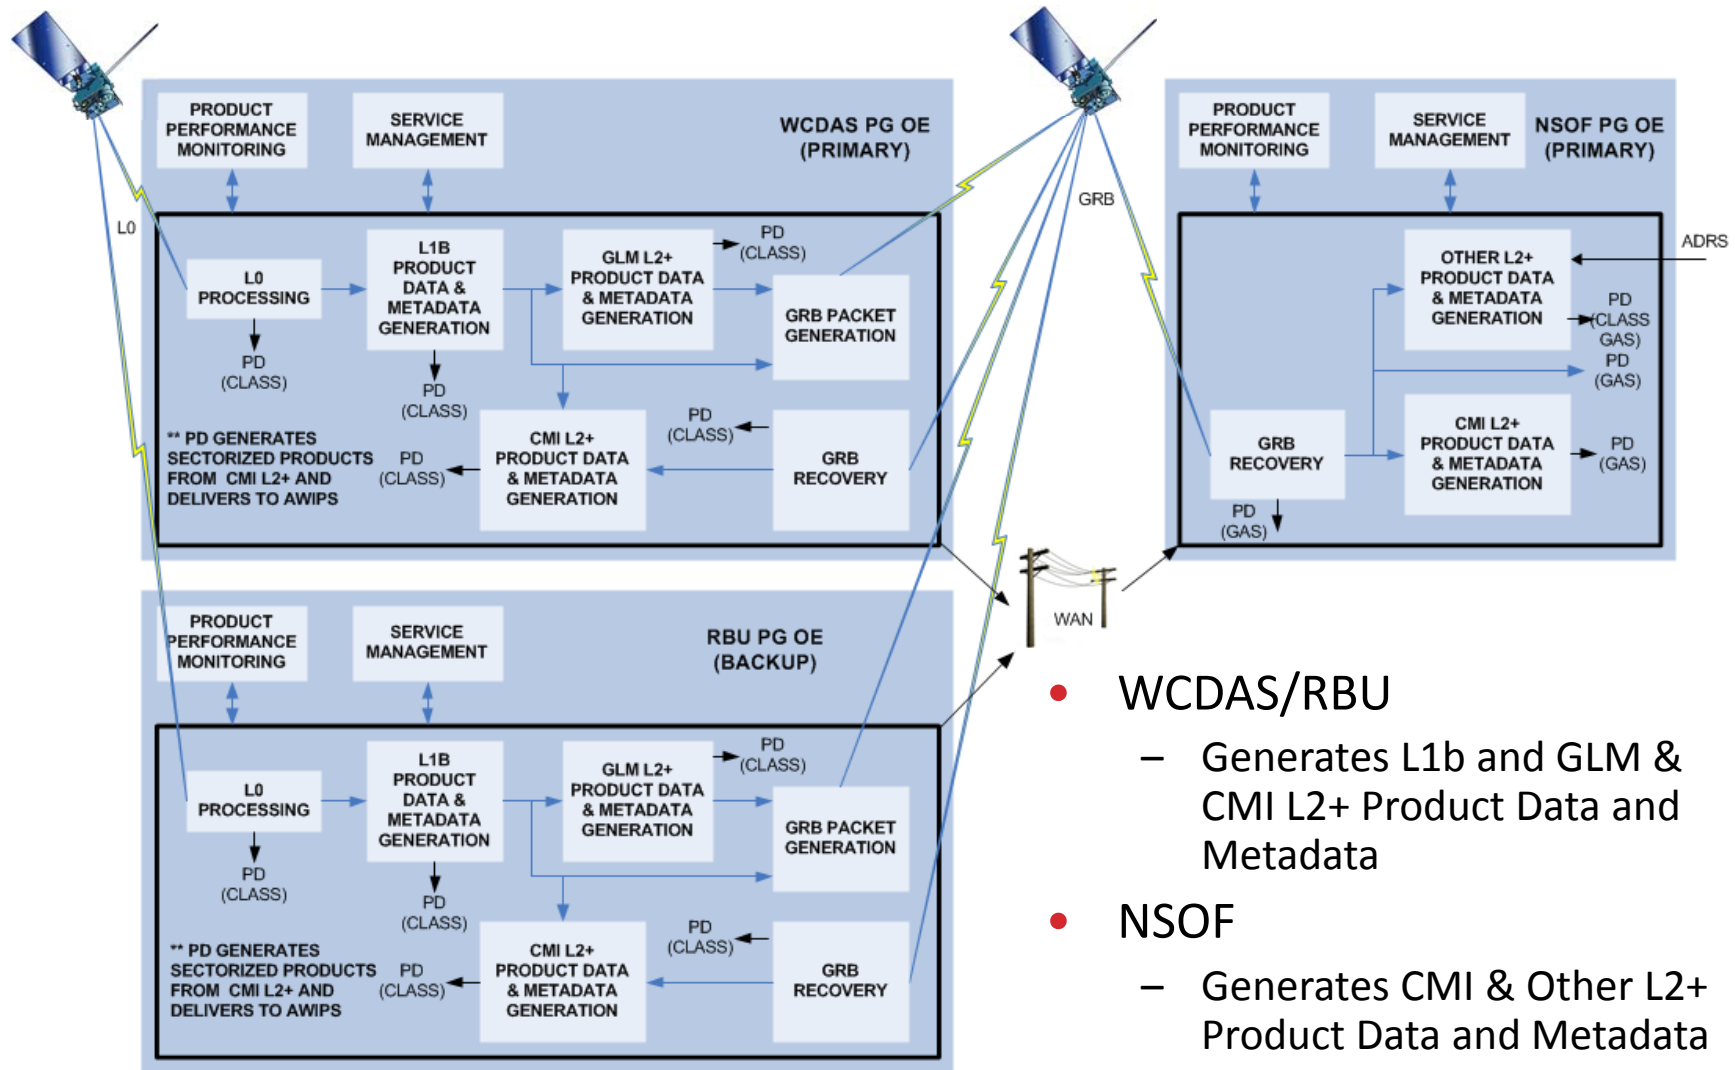 PRODUCT
PERFORMANCE
MONITORING
SERVICE
MANAGEMENT
WCDAS PG OE
(PRIMARY)
L0
L0
PROCESSING
PD
(CLASS)
L1B
PRODUCT
DATA &
METADATA
GENERATION
PD
(CLASS)
GLM L2+
PRODUCT DATA
& METADATA
GENERATION
PD
(CLASS)
GRB PACKET
GENERATION
** PD GENERATES
SECTORIZED PRODUCTS
FROM CMI L2+ AND
DELIVERS TO AWIPS
PD
(CLASS)
CMI L2+
PRODUCT DATA
& METADATA
GENERATION
PD
(CLASS)
GRB
RECOVERY
GRB
PRODUCT
PERFORMANCE
MONITORING
SERVICE
MANAGEMENT
NSOF PG OE
(PRIMARY)
ADRS
OTHER L2+
PRODUCT DATA
& METADATA
GENERATION
PD
(CLASS
GAS)
PD
(GAS)
GRB
RECOVERY
PD
(GAS)
CMI L2+
PRODUCT DATA
& METADATA
GENERATION
PD
(GAS)
WAN
PRODUCT
PERFORMANCE
MONITORING
SERVICE
MANAGEMENT
RBU PG OE
(BACKUP)
L0
PROCESSING
PD
(CLASS)
L1B
PRODUCT
DATA &
METADATA
GENERATION
PD
(CLASS)
GLM L2+
PRODUCT DATA
& METADATA
GENERATION
PD
(CLASS)
GRB PACKET
GENERATION
** PD GENERATES
SECTORIZED PRODUCTS
FROM CMI L2+ AND
DELIVERS TO AWIPS
PD
(CLASS)
CMI L2+
PRODUCT DATA
& METADATA
GENERATION
PD
(CLASS)
GRB
RECOVERY
• WCDAS/RBU
– Generates L1b and GLM &
CMI L2+ Product Data and
Metadata
• NSOF
– Generates CMI & Other L2+
Product Data and Metadata